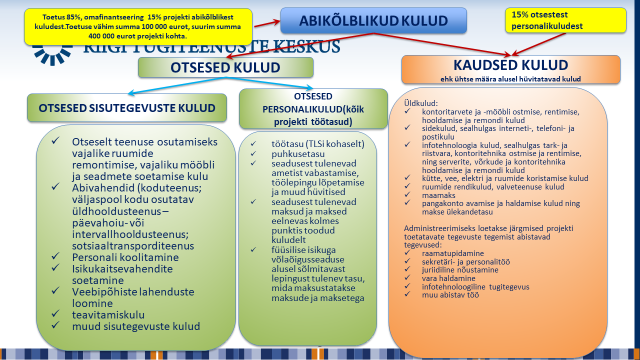 Toetus 85%, omafinantseering 15% projekti abikõlblikest
kuludest.Toetuse vähim summa 100 000 eurot, suurim summa
400 000 eurot projekti kohta.
ABIKÕLBLIKUD KULUD
15% otsestest
personalikuludest
RIIGI TUGITEENUSTE KESKUS
OTSESED KULUD
KAUDSED KULUD
ehk ühtse määra alusel hüvitatavad kulud
OTSESED SISUTEGEVUSTE KULUD
✓ Otseselt teenuse osutamiseks
vajalike ruumide
remontimise, vajaliku mööbli
ja seadmete soetamise kulu
✓ Abivahendid (koduteenus;
väljaspool kodu osutatav
üldhooldusteenus –
päevahoiu- või
intervallhooldusteenus;
sotsiaaltransporditeenus
✓ Personali koolitamine
✓ Isikukaitsevahendite
soetamine
✓ Veebipõhiste lahenduste
loomine
✓ teavitamiskulu
✓ muud sisutegevuste kulud
OTSESED
PERSONALIKULUD(kõik
projekti töötasud)
✓ töötasu (TLSi kohaselt)
✓ puhkusetasu
✓ seadusest tulenevad
ametist vabastamise,
töölepingu lõpetamise
ja muud hüvitised
✓ seadusest tulenevad
maksud ja maksed
eelnevas kolmes
punktis toodud
kuludelt
✓ füüsilise isikuga
võlaõigusseaduse
alusel sõlmitavast
lepingust tulenev tasu,
mida maksustatakse
maksude ja maksetega
Üldkulud:
✓ kontoritarvete ja -mööbli ostmise, rentimise,
hooldamise ja remondi kulud
✓ sidekulud, sealhulgas interneti-, telefoni- ja
postikulu
✓ infotehnoloogia kulud, sealhulgas tark- ja
riistvara, kontoritehnika ostmise ja rentimise,
ning serverite, võrkude ja kontoritehnika
hooldamise ja remondi kulud
✓ kütte, vee, elektri ja ruumide koristamise kulud
✓ ruumide rendikulud, valveteenuse kulud
✓ maamaks
✓ pangakonto avamise ja haldamise kulud ning
makse ülekandetasu
Administreerimiseks loetakse järgmised projekti
toetatavate tegevuste tegemist abistavad
tegevused:
✓ raamatupidamine
✓ sekretäri- ja personalitöö
✓ juriidiline nõustamine
✓ vara haldamine
✓ infotehnoloogiline tugitegevus
✓ muu abistav töö